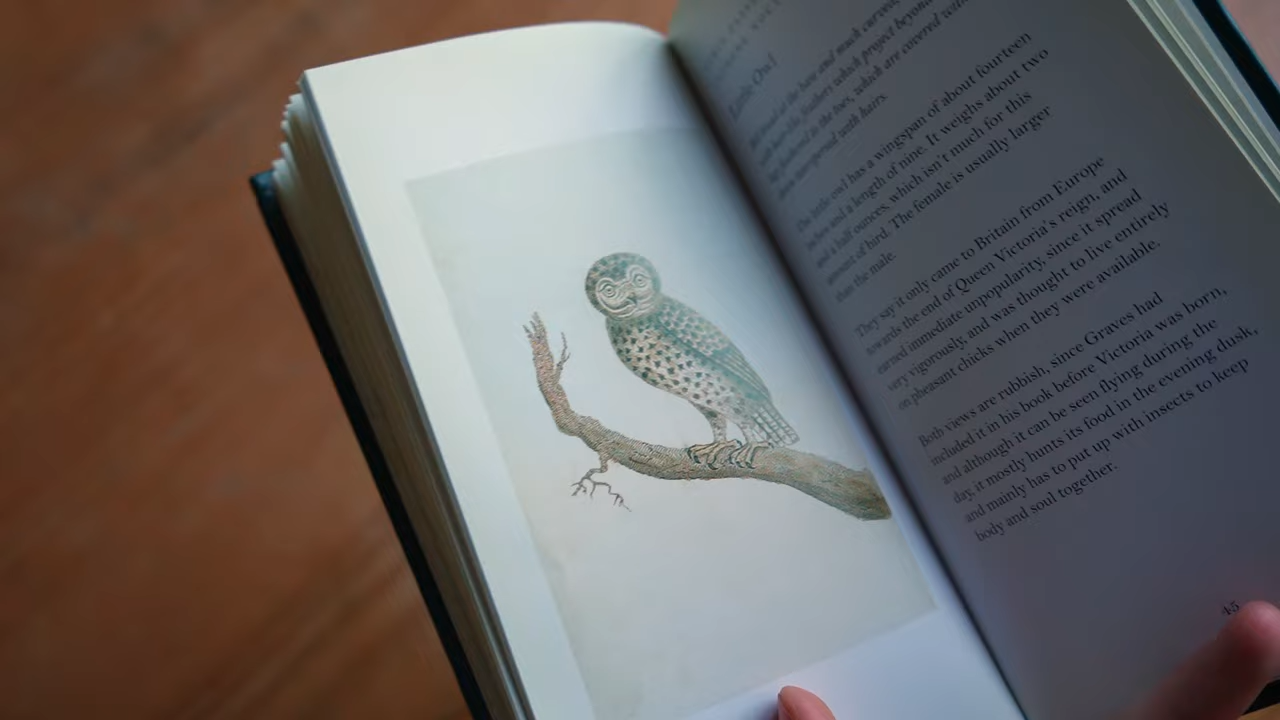 Little Owl
at the base and much curved,
feathers which project beyond
to the toes, which are covered with
with hairs.
The little owl has a wingspan of about fourteen
and a length of nine. It weighs about two
and a half ounces, which isn't much for this
amount of bird. The female is usually larger
than the male.
They say it only came to Britain from Europe
towards the end of Queen Victoria's reign, and
earned immediate unpopularity, since it spread
very vigorously, and was thought to live entirely
on pheasant chicks when they were available.
Both views are rubbish, since Graves had
included it in his book before Victoria was born,
and although it can be seen flying during the
day, it mostly hunts its food in the evening dusk,
and mainly has to put up with insects to keep
body and soul together.
45